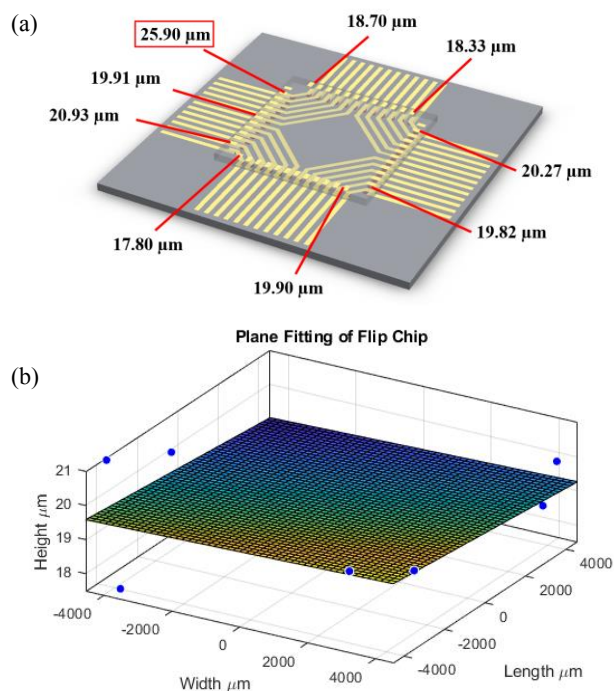 (a)
18.70 µm
25.90 µm
18.33 µm
19.91 µm
20.93 µm
20.27 µm
17.80 µm
19.82 µm
19.90 µm
Plane Fitting of Flip Chip
(b)
21
20
19
18
Height µm
-4000
-2000
0
2000
4000
Width µm
-4000
-2000
0
2000
4000
Length µm